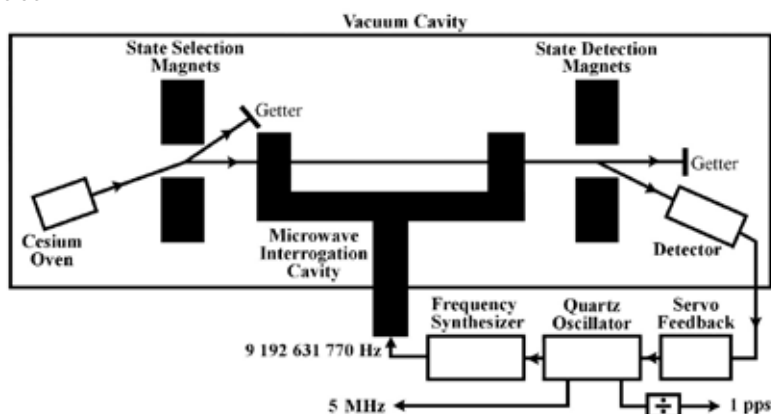 Vacuum Cavity
State Selection
Magnets
State Detection
Magnets
Getter
Getter
Cesium
Oven
Microwave
Interrogation
Cavity
Detector
Frequency
Synthesizer
Quartz
Oscillator
Servo
Feedback
9 192 631 770 Hz
5 MHz
÷
1 pps